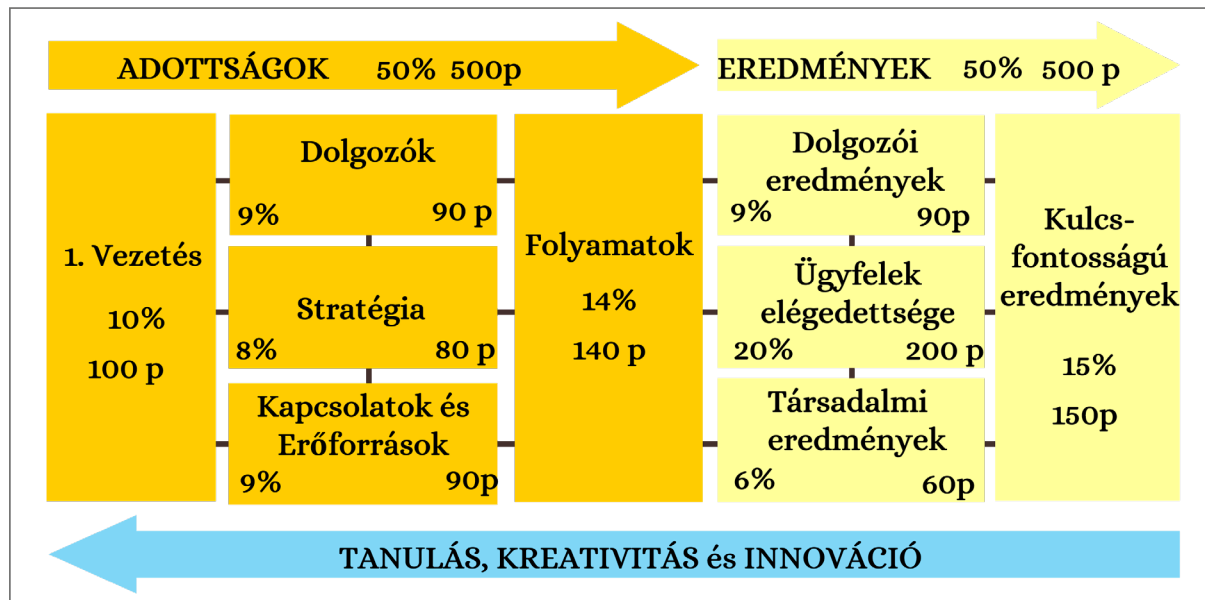 ADOTTSÁGOK 50% 500p
EREDMÉNYEK 50% 500 p
1. Vezetés
10%
100 p
Dolgozók
9% 90 p
Stratégia
8% 80 p
Kapcsolatok és
Erőforrások
9% 90p
Folyamatok
14%
140 p
Dolgozói
eredmények
9% 90p
Ügyfelek
elégedettsége
20% 200 p
Társadalmi
eredmények
6% 60p
Kulcs-
fontosságú
eredmények
15%
150p
TANULÁS, KREATIVITÁS és INNOVÁCIÓ